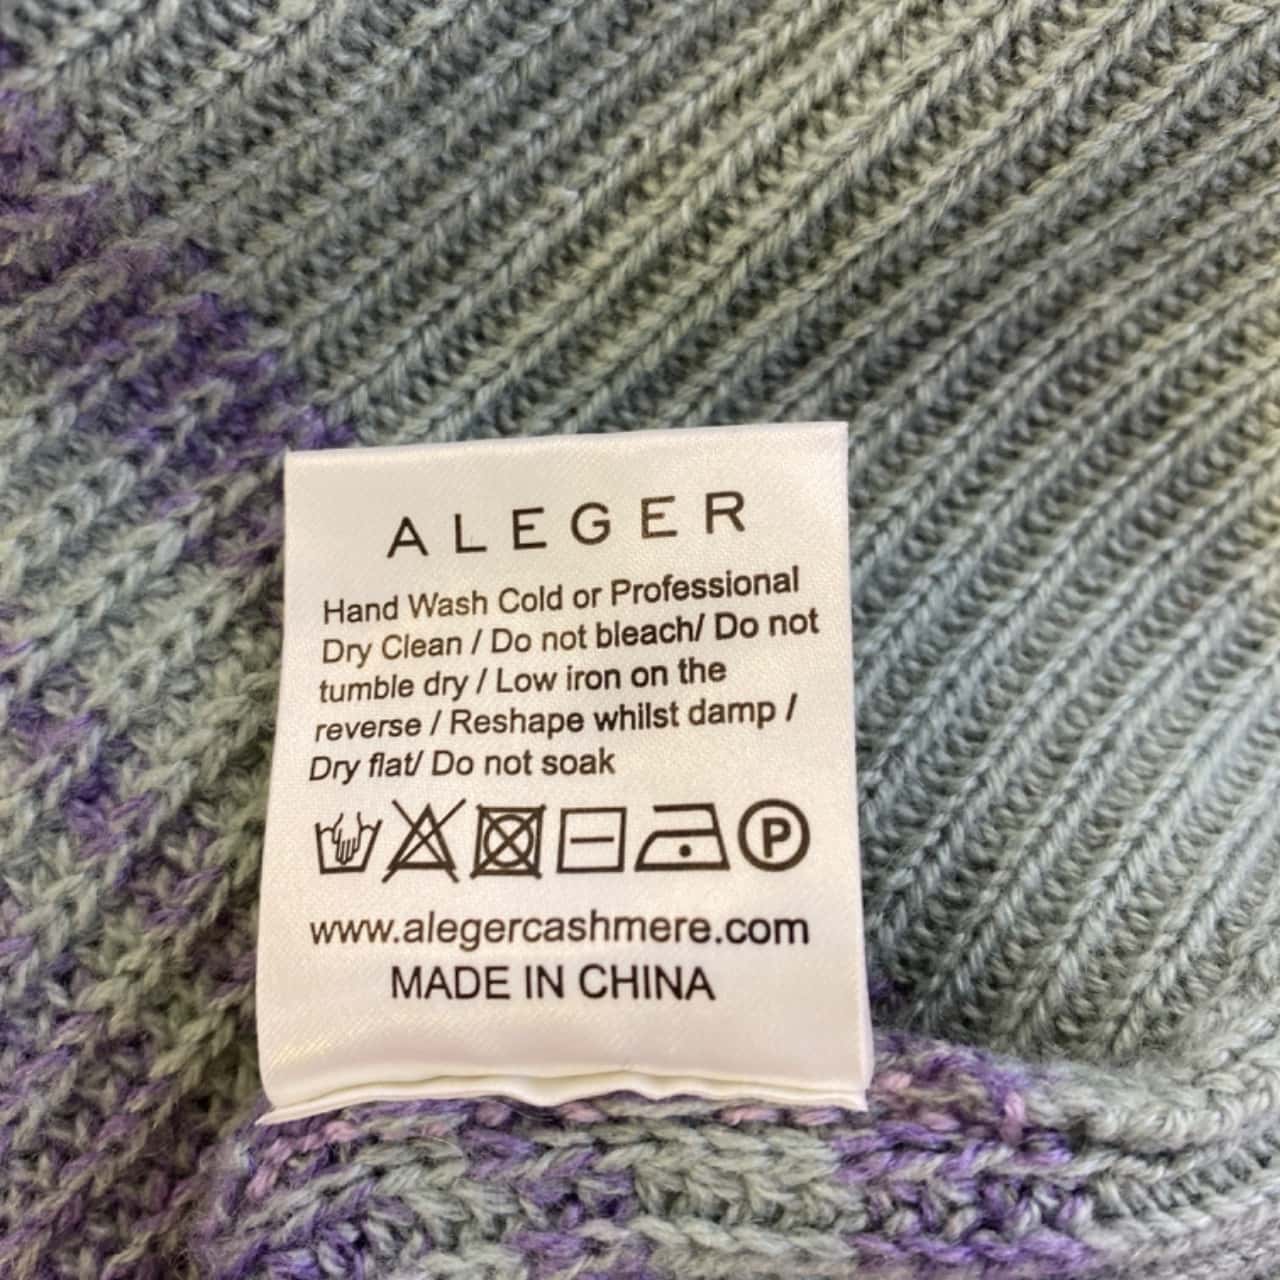 ALEGER
Hand Wash Cold or Professional
Dry Clean / Do not bleach/ Do not
tumble dry / Low iron on the
reverse / Reshape whilst damp /
Dry flat/ Do not soak
P
www.alegercashmere.com
MADE IN CHINA